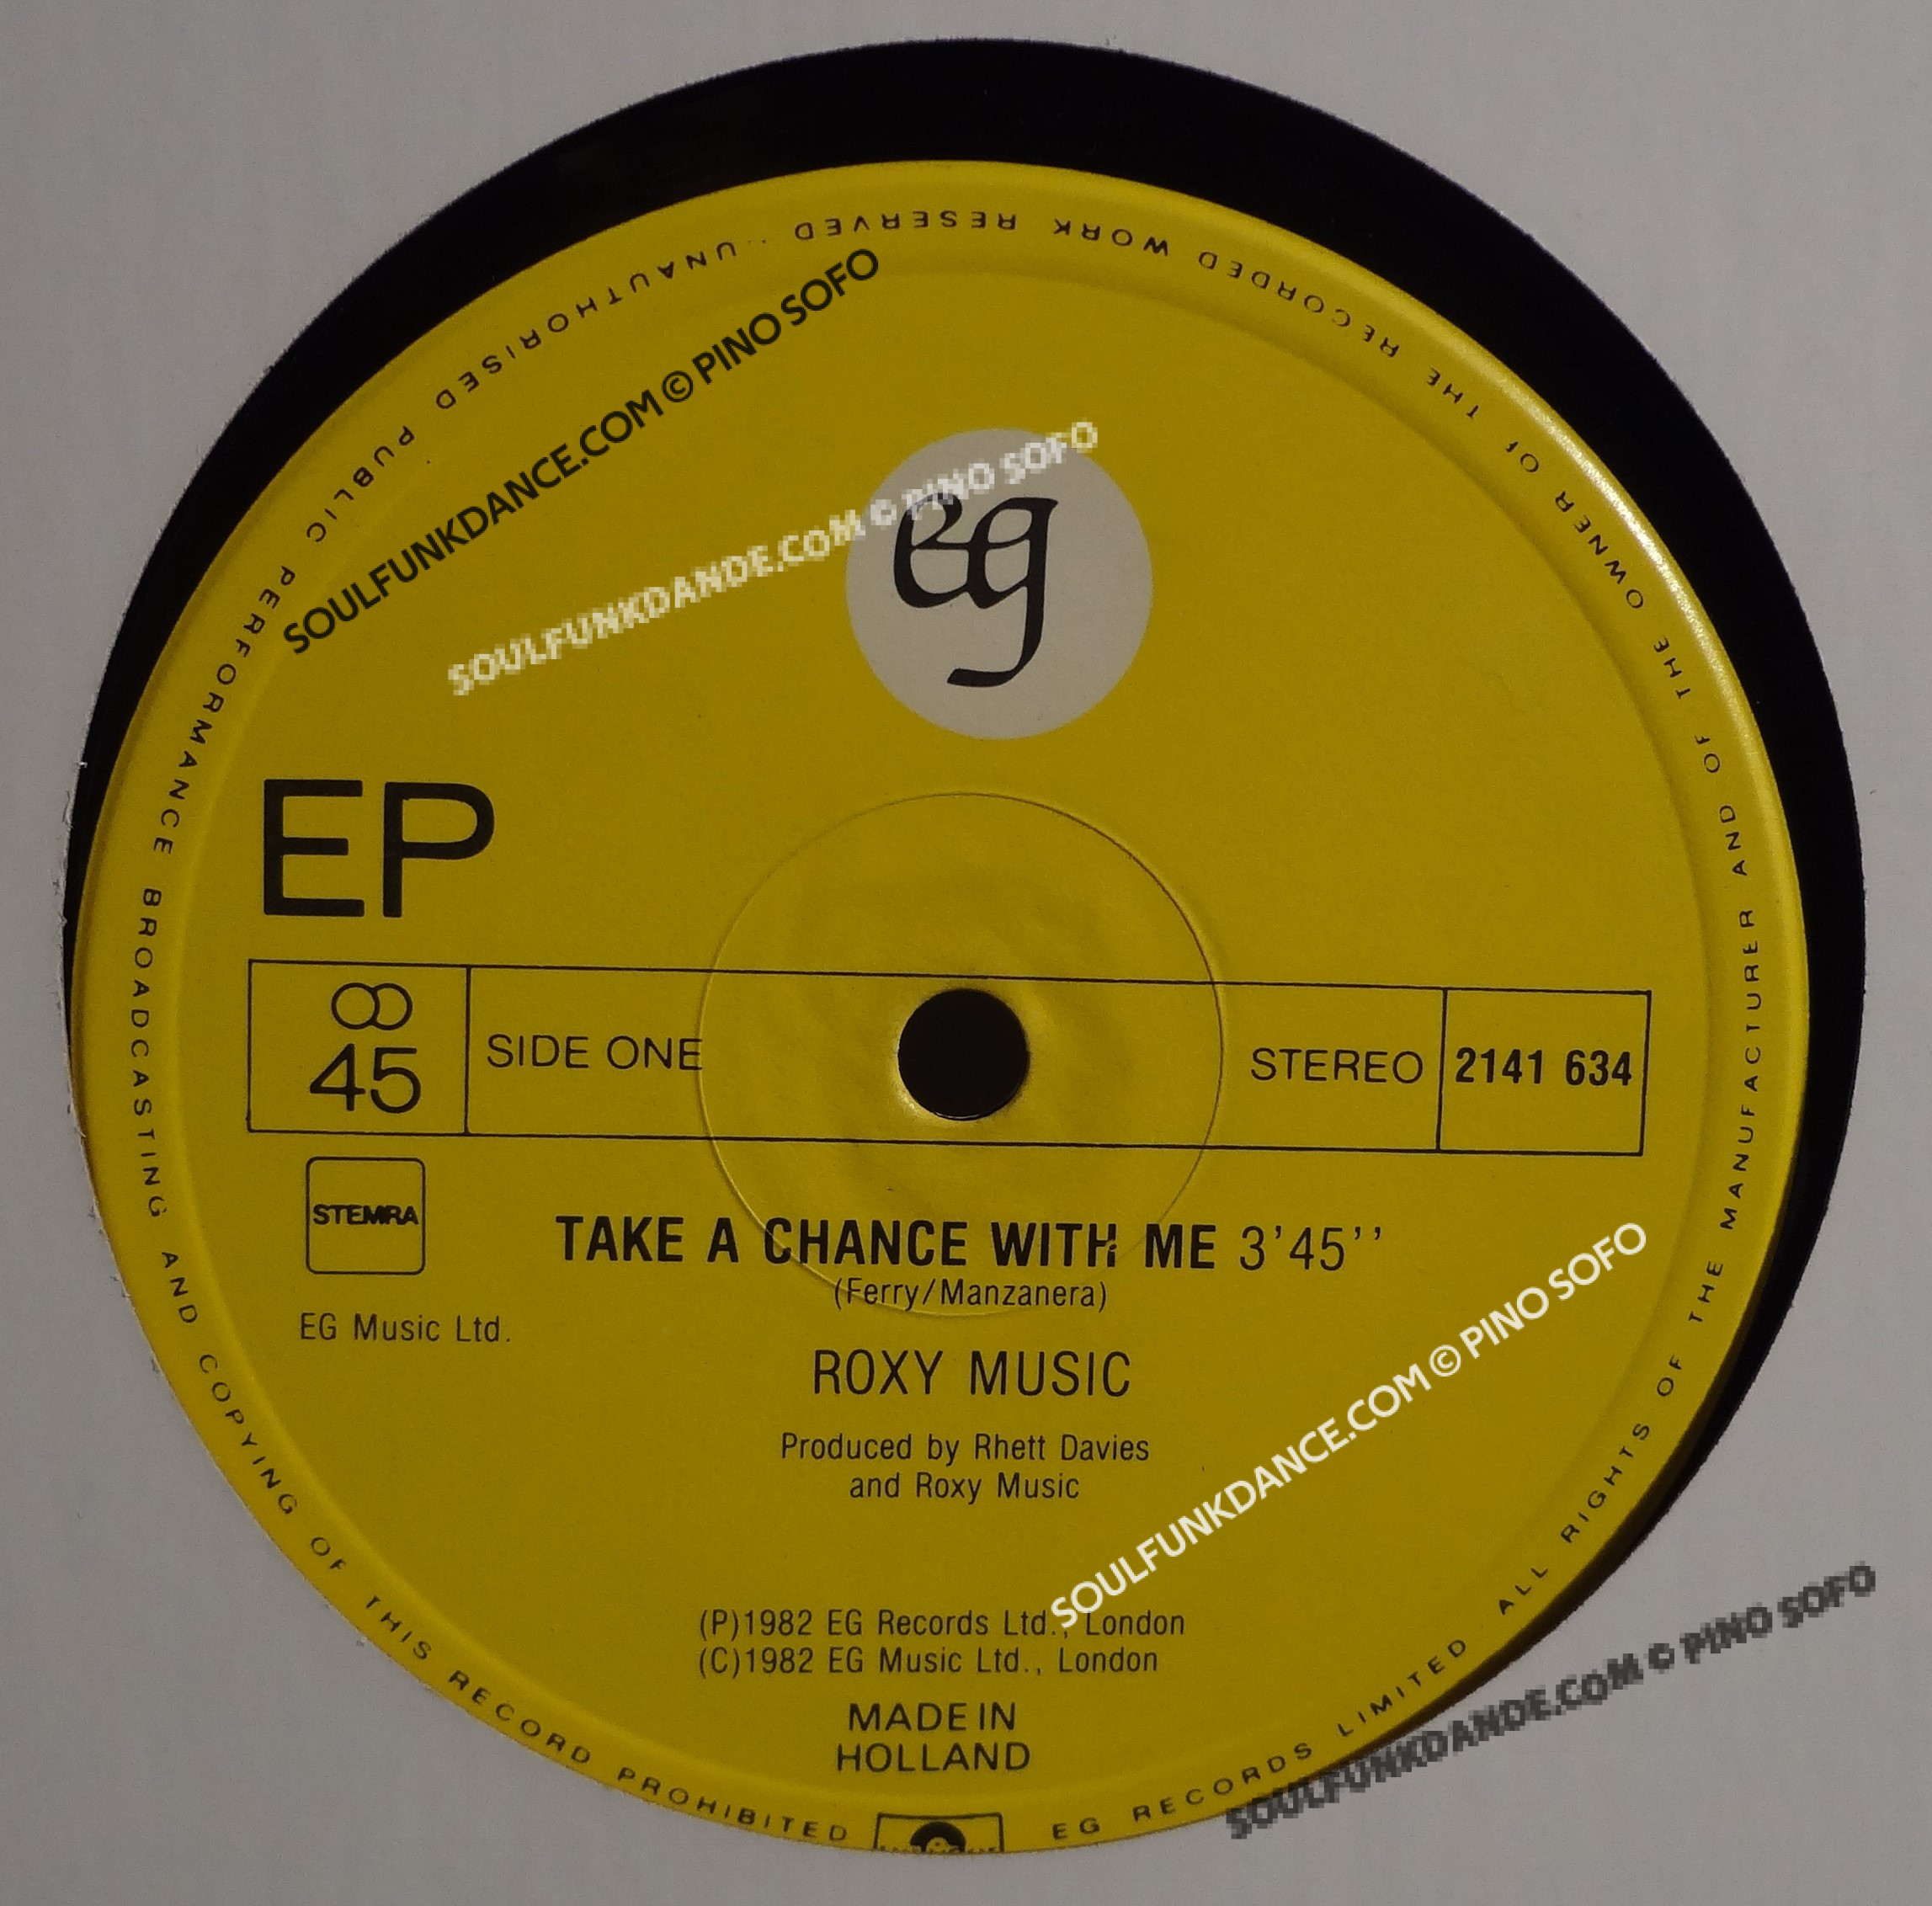 EG RECORDS LIMITED ALL RIGHTS OF THE MANUFACTURER AND OF THE OWNER OF THE RECORDED WORK RESERVED .. UNAUTHORISED PUBLIC PERFORMANCE BROADCASTING AND COPYING OF THIS RECORD PROHIBITED
SOULFUNKDANCE.COM © PINO SOFO
SOULFUNKDANDE.COM © PINO SOFO
eg
EP
45
SIDE ONE
STEREO
2141 634
STEMRA
TAKE A CHANCE WITH ME 3'45''
(Ferry/Manzanera)
EG Music Ltd.
ROXY MUSIC
Produced by Rhett Davies
and Roxy Music
SOULFUNKDANCE.COM © PINO SOFO
(P)1982 EG Records Ltd., London
(C)1982 EG Music Ltd., London
SOULFUNKDANDE.COM © PINO SOFO
MADE IN
HOLLAND